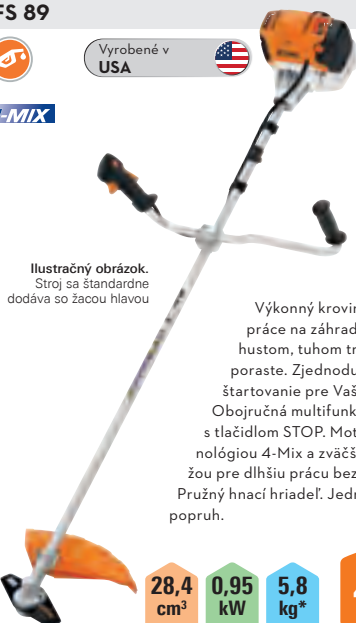 FS 89
Vyrobené v
USA
-MIX
Ilustračný obrázok.
Stroj sa štandardne
dodáva so žacou hlavou
Výkonný krovin
práce na záhrad
hustom, tuhom tr
poraste. Zjednodu
štartovanie pre Vaš
Obojručná multifunk
s tlačidlom STOP. Mot
nológiou 4-Mix a zväčš
žou pre dlhšiu prácu bez
Pružný hnací hriadeľ. Jedn
popruh.
28,4
cm³
0,95
kW
5,8
kg*